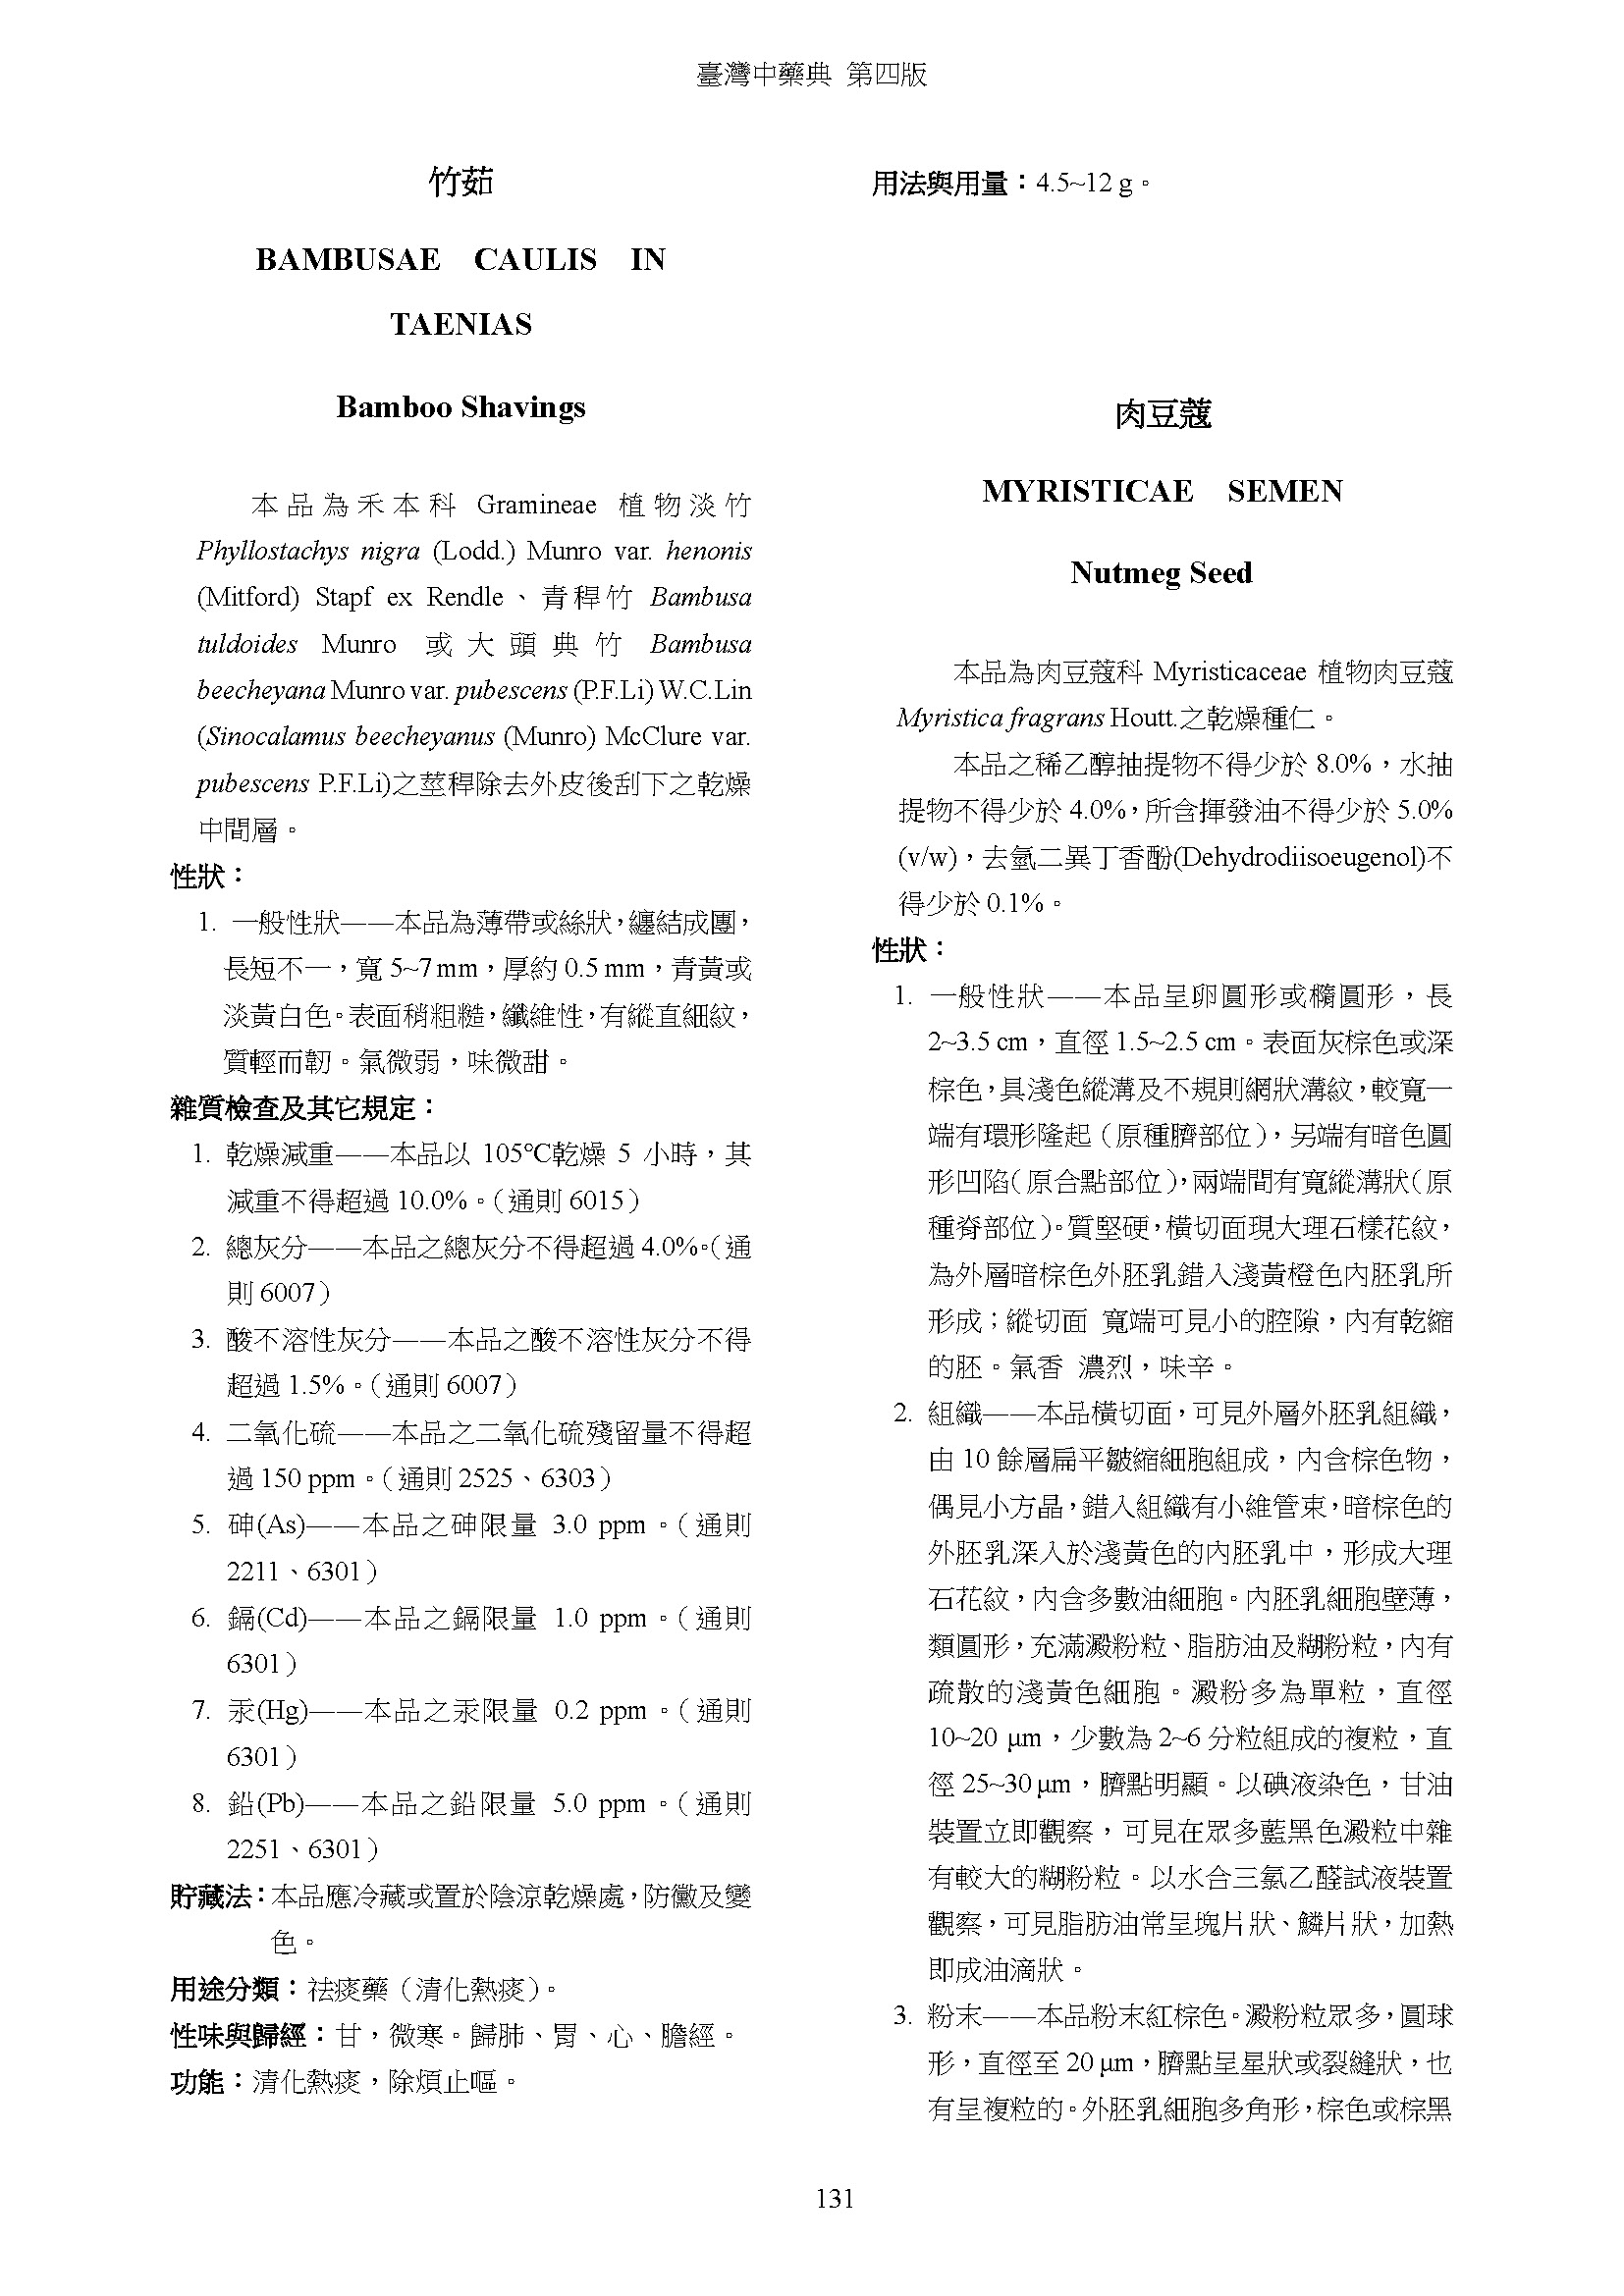 臺灣中藥典 第四版
竹茹
BAMBUSAE CAULIS IN
TAENIAS
Bamboo Shavings
本品為禾本科 Gramineae 植物淡竹
Phyllostachys nigra (Lodd.) Munro var. henonis
(Mitford) Stapf ex Rendle、青稈竹 Bambusa
tuldoides Munro 或大頭典竹 Bambusa
beecheyana Munro var. pubescens (P.F.Li) W.C.Lin
(Sinocalamus beecheyanus (Munro) McClure var.
pubescens P.F.Li)之莖稈除去外皮後刮下之乾燥
中間層。
性狀：
1. 一般性狀——本品為薄帶或絲狀，纏結成團，
長短不一，寬 5~7 mm，厚約 0.5 mm，青黃或
淡黃白色。表面稍粗糙，纖維性，有縱直細紋，
質輕而韌。氣微弱，味微甜。
雜質檢查及其它規定：
1. 乾燥減重——本品以 105℃乾燥 5 小時，其
減重不得超過 10.0%。（通則 6015）
2. 總灰分——本品之總灰分不得超過 4.0%。（通
則 6007）
3. 酸不溶性灰分——本品之酸不溶性灰分不得
超過 1.5%。（通則 6007）
4. 二氧化硫——本品之二氧化硫殘留量不得超
過 150 ppm。（通則 2525、6303）
5. 砷(As)——本品之砷限量 3.0 ppm。（通則
2211、6301）
6. 鎘(Cd)——本品之鎘限量 1.0 ppm。（通則
6301）
7. 汞(Hg)——本品之汞限量 0.2 ppm。（通則
6301）
8. 鉛(Pb)——本品之鉛限量 5.0 ppm。（通則
2251、6301）
貯藏法：本品應冷藏或置於陰涼乾燥處，防黴及變
色。
用途分類：祛痰藥（清化熱痰）。
性味與歸經：甘，微寒。歸肺、胃、心、膽經。
功能：清化熱痰，除煩止嘔。
用法與用量：4.5~12 g。
肉豆蔻
MYRISTICAE SEMEN
Nutmeg Seed
本品為肉豆蔻科 Myristicaceae 植物肉豆蔻
Myristica fragrans Houtt.之乾燥種仁。
本品之稀乙醇抽提物不得少於 8.0%，水抽
提物不得少於 4.0%，所含揮發油不得少於 5.0%
(v/w)，去氫二異丁香酚(Dehydrodiisoeugenol)不
得少於 0.1%。
性狀：
1. 一般性狀——本品呈卵圓形或橢圓形，長
2~3.5 cm，直徑 1.5~2.5 cm。表面灰棕色或深
棕色，具淺色縱溝及不規則網狀溝紋，較寬一
端有環形隆起（原種臍部位），另端有暗色圓
形凹陷（原合點部位），兩端間有寬縱溝狀（原
種脊部位）。質堅硬，橫切面現大理石樣花紋，
為外層暗棕色外胚乳錯入淺黃橙色內胚乳所
形成；縱切面 寬端可見小的腔隙，內有乾縮
的胚。氣香 濃烈，味辛。
2. 組織——本品橫切面，可見外層外胚乳組織，
由 10 餘層扁平皺縮細胞組成，內含棕色物，
偶見小方晶，錯入組織有小維管束，暗棕色的
外胚乳深入於淺黃色的內胚乳中，形成大理
石花紋，內含多數油細胞。內胚乳細胞壁薄，
類圓形，充滿澱粉粒、脂肪油及糊粉粒，內有
疏散的淺黃色細胞。澱粉多為單粒，直徑
10~20 μm，少數為 2~6 分粒組成的複粒，直
徑 25~30 μm，臍點明顯。以碘液染色，甘油
裝置立即觀察，可見在眾多藍黑色澱粒中雜
有較大的糊粉粒。以水合三氯乙醛試液裝置
觀察，可見脂肪油常呈塊片狀、鱗片狀，加熱
即成油滴狀。
3. 粉末——本品粉末紅棕色。澱粉粒眾多，圓球
形，直徑至 20 μm，臍點呈星狀或裂縫狀，也
有呈複粒的。外胚乳細胞多角形，棕色或棕黑
131